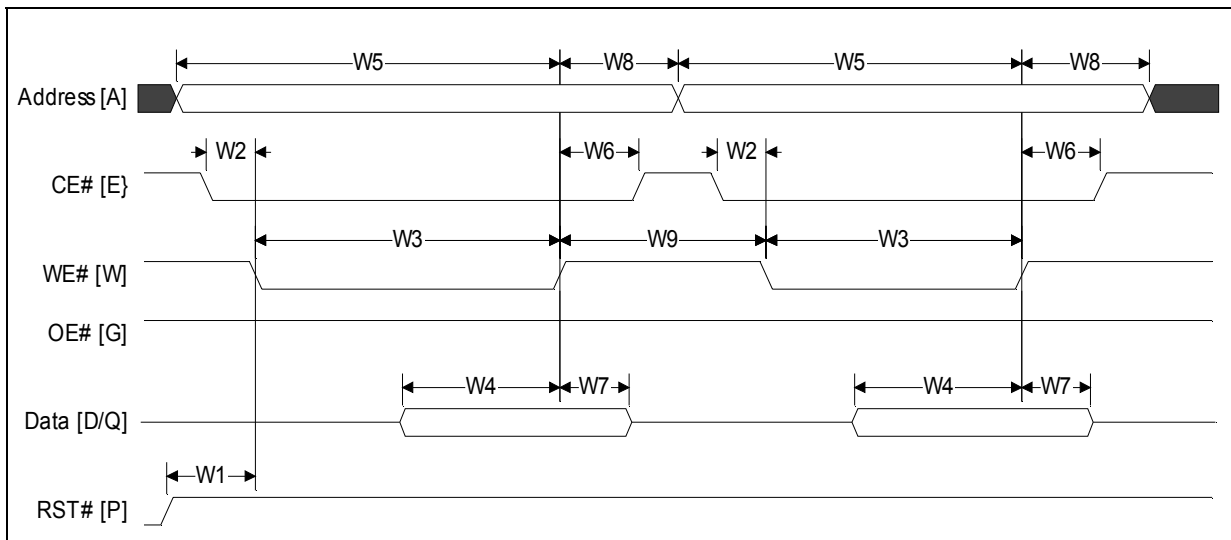 W5 W8 W5 W8
Address [A]
W2 W6 W2 W6
CE# [E}
W3 W9 W3
WE# [W]
OE# [G]
W4 W7 W4 W7
Data [D/Q]
W1
RST# [P]